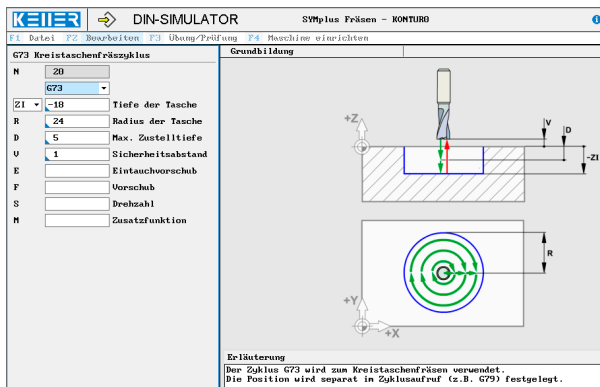 KELLER DIN-SIMULATOR SYMplus Fräsen - KONTUR0
F1 Datei F2 Bearbeiten F3 Übung/Prüfung F4 Maschine einrichten
G73 Kreistaschenfräszyklus
N 20
G73
ZI -18 Tiefe der Tasche
R 24 Radius der Tasche
D 5 Max. Zustelltiefe
V 1 Sicherheitsabstand
E Eintauchvorschub
F Vorschub
S Drehzahl
M Zusatzfunktion
Grundbildung
+Z
V
D
-ZI
R
+Y
+X
Erläuterung
Der Zyklus G73 wird zum Kreistaschenfräsen verwendet.
Die Position wird separat im Zyklusaufruf (z.B. G79) festgelegt.